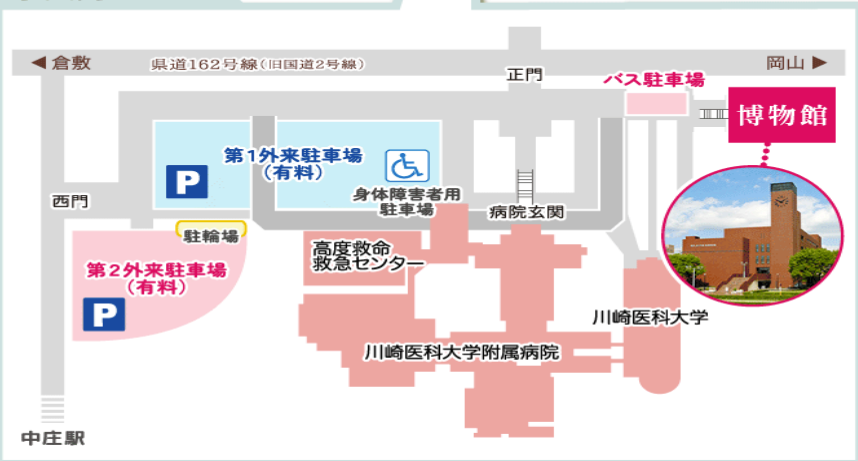 ◀倉敷
県道162号線(旧国道2号線)
岡山▶
正門
バス駐車場
博物館
第1外来駐車場
(有料)
P
身体障害者用
駐車場
西門
病院玄関
駐輪場
高度救命
救急センター
第2外来駐車場
(有料)
P
川崎医科大学
川崎医科大学附属病院
中庄駅